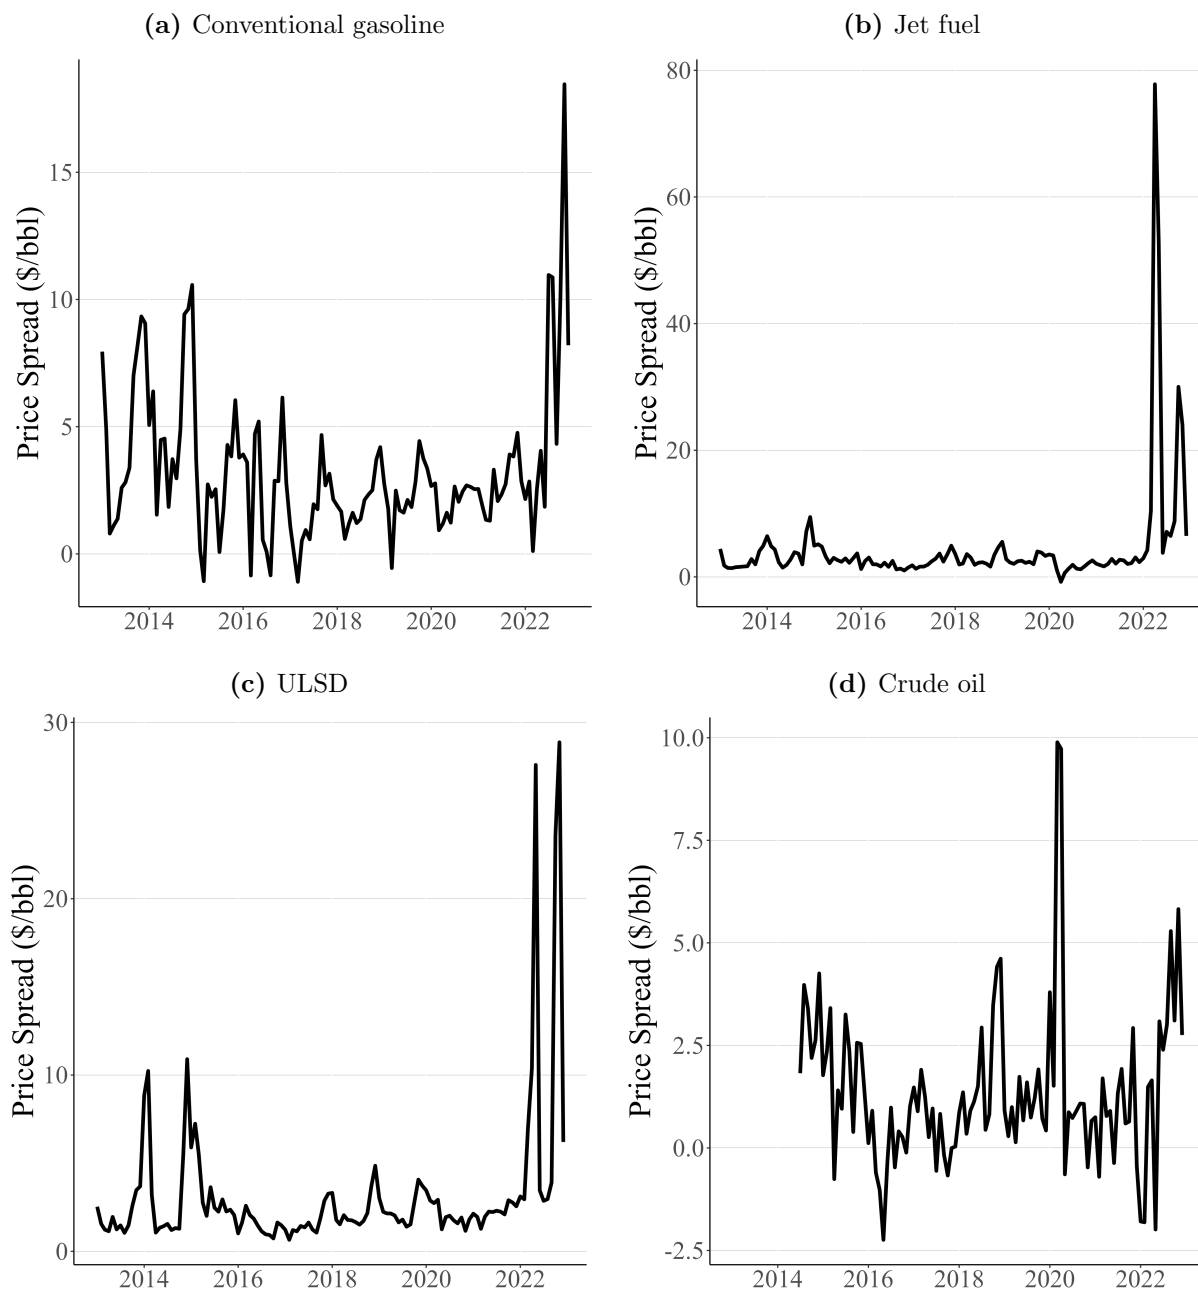 (a) Conventional gasoline
Price Spread ($/bbl)
15
10
5
0
2014 2016 2018 2020 2022
(b) Jet fuel
Price Spread ($/bbl)
80
60
40
20
0
2014 2016 2018 2020 2022
(c) ULSD
Price Spread ($/bbl)
30
20
10
0
2014 2016 2018 2020 2022
(d) Crude oil
Price Spread ($/bbl)
10.0
7.5
5.0
2.5
0.0
-2.5
2014 2016 2018 2020 2022